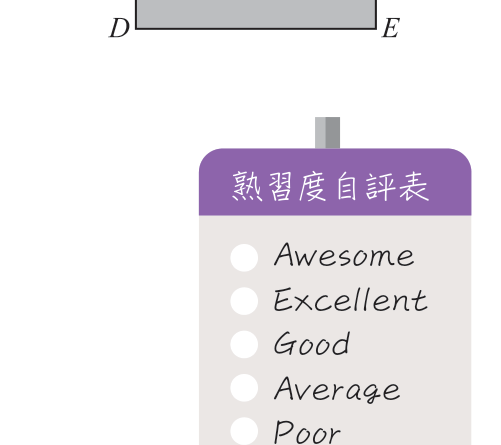 D E
熟習度自評表
Awesome
Excellent
Good
Average
Poor